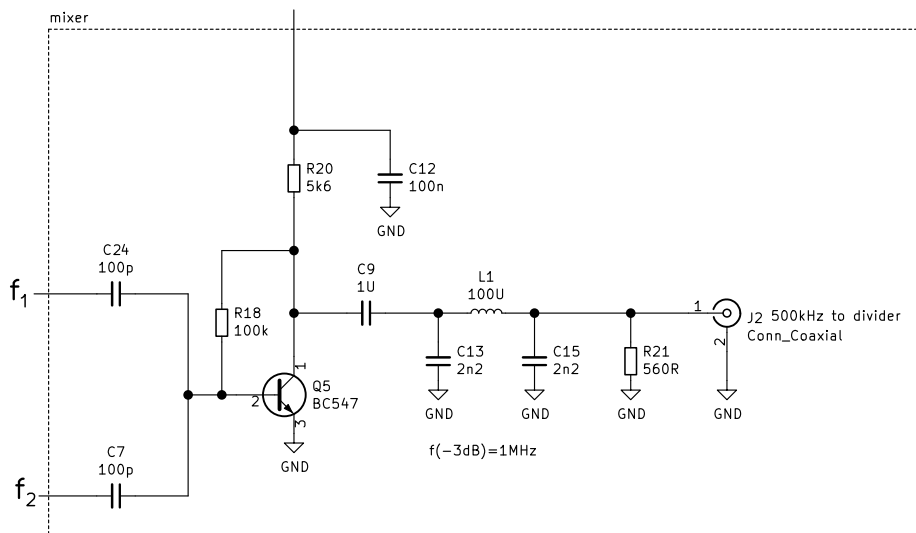 mixer
R20
5k6
C12
100n
GND
C24
100p
f1
C9
1U
L1
100U
R18
100k
1
J2 500kHz to divider
Conn_Coaxial
2
C13
2n2
C15
2n2
R21
560R
1
Q5
BC547
2
3
GND
GND
GND
GND
GND
f(-3dB)=1MHz
C7
100p
f2